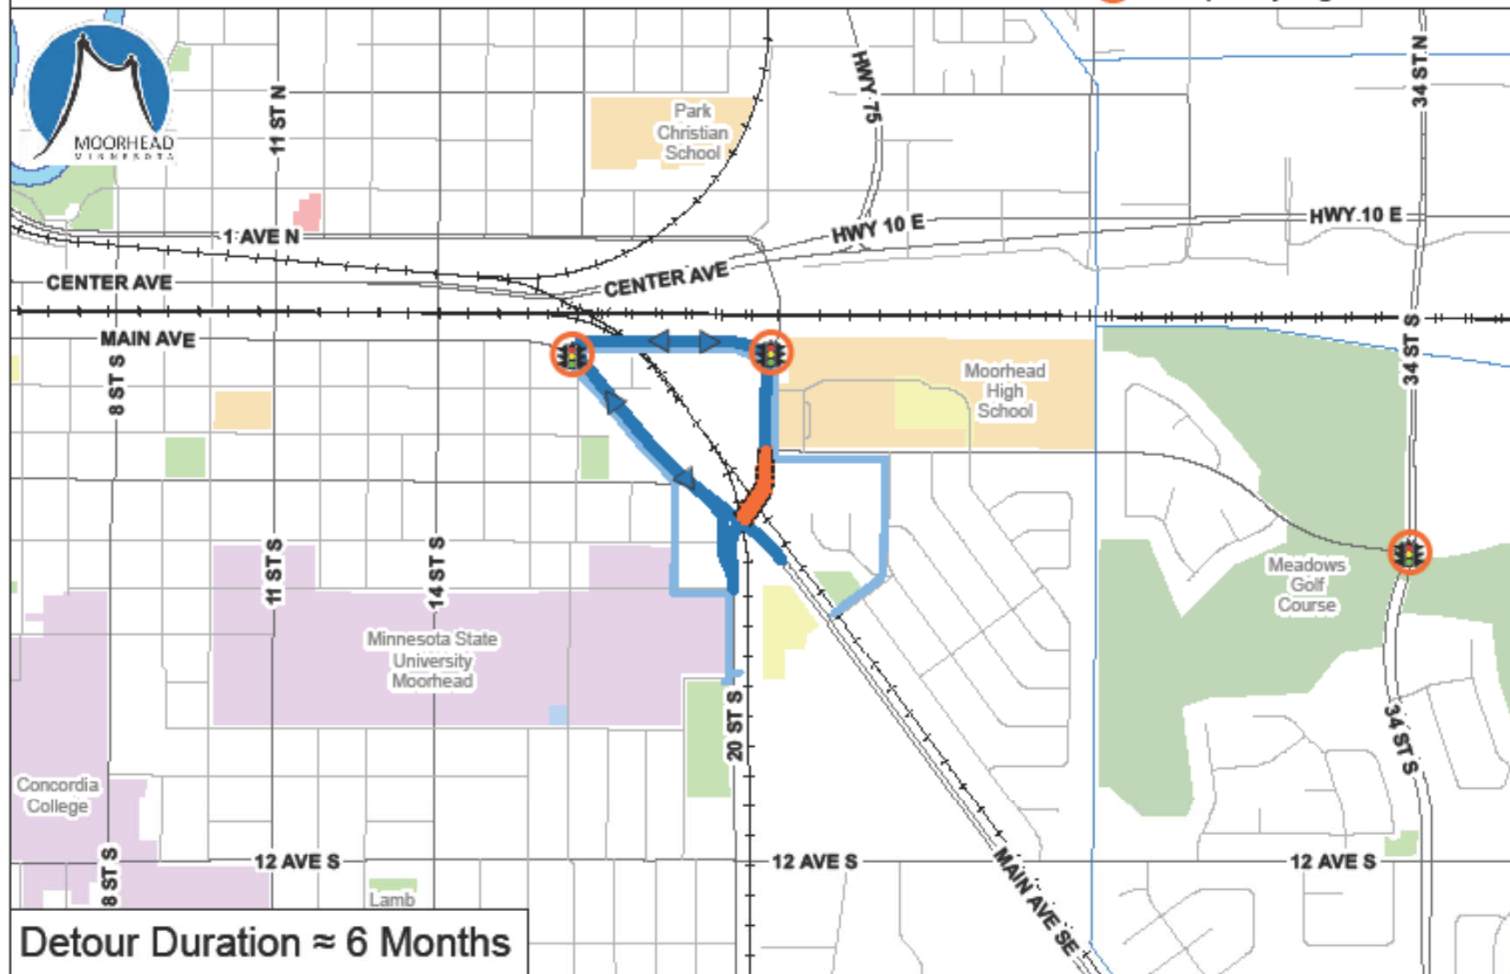 MOORHEAD
MINNESOTA
11 ST N
Park
Christian
School
HWY 75
34 ST N
1 AVE N
HWY 10 E
HWY 10 E
CENTER AVE
CENTER AVE
MAIN AVE
8 ST S
34 ST S
Moorhead
High
School
11 ST S
14 ST S
Meadows
Golf
Course
Minnesota State
University
Moorhead
20 ST S
34 ST S
Concordia
College
8 ST S
12 AVE S
12 AVE S
12 AVE S
MAIN AVE SE
Lamb
Detour Duration ≈ 6 Months